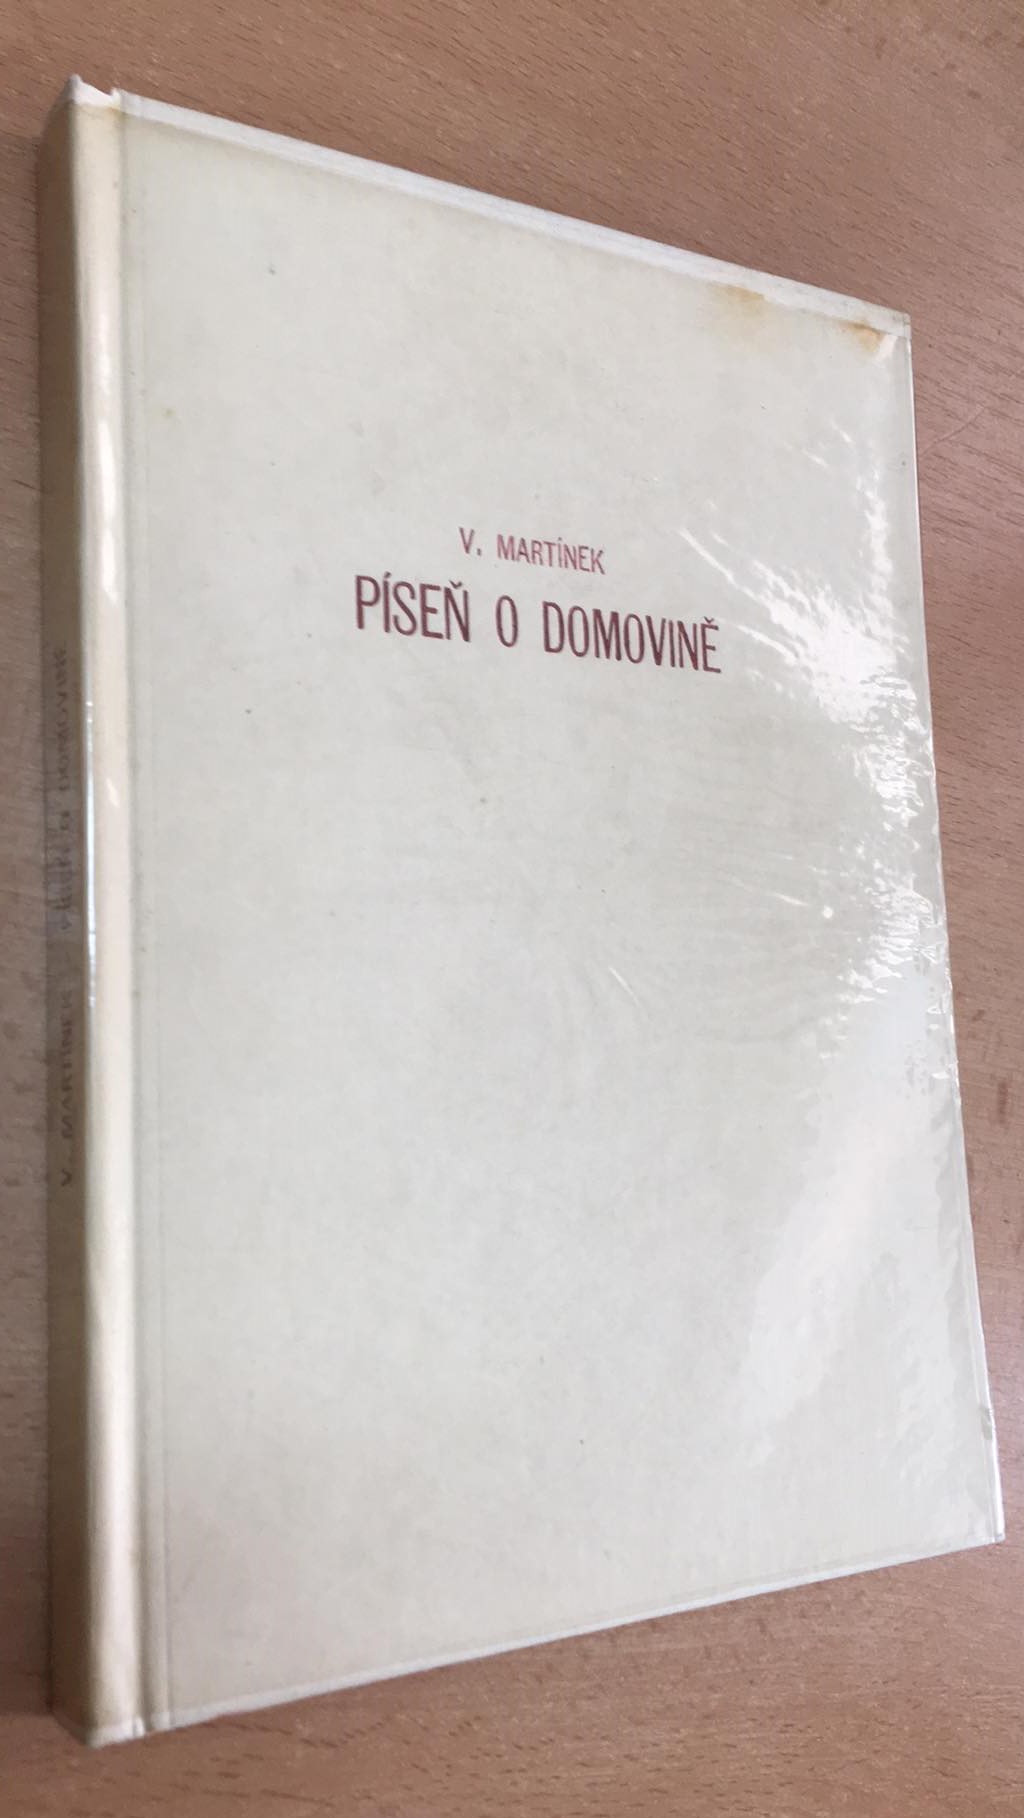 V. MARTÍNEK
PÍSEŇ O DOMOVINĚ
V. MARTÍNEK - PÍSEŇ O DOMOVINĚ